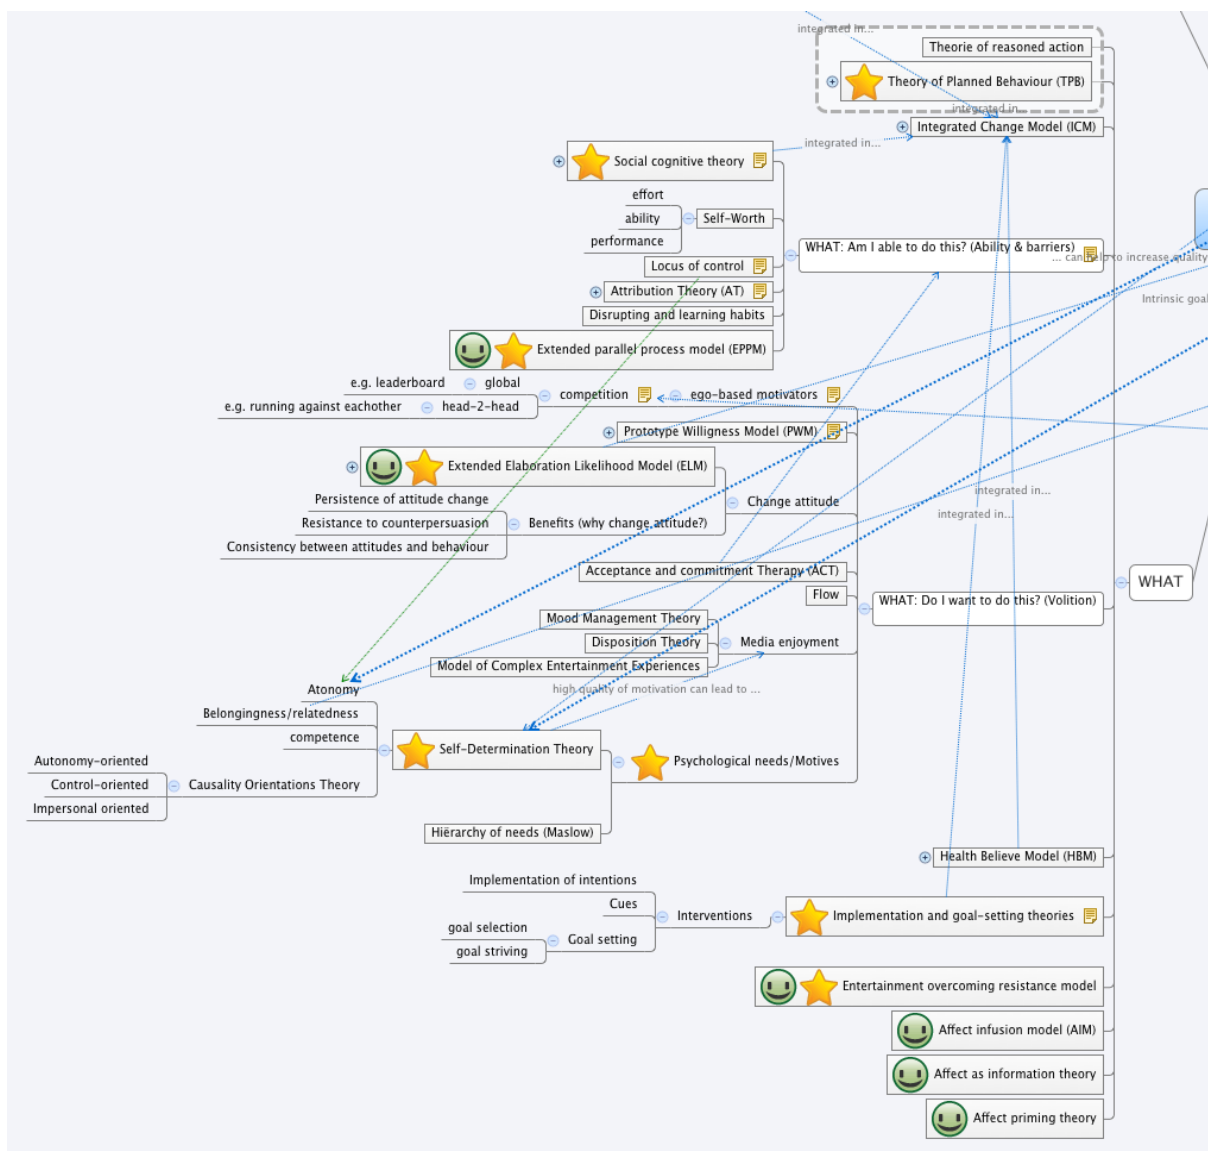 integrated in...
Theorie of reasoned action
Theory of Planned Behaviour (TPB)
integrated in...
Integrated Change Model (ICM)
integrated in...
Social cognitive theory
effort
ability
performance
Self-Worth
WHAT: Am I able to do this? (Ability & barriers)
... can help to increase quality
Locus of control
Attribution Theory (AT)
Intrinsic goal
Disrupting and learning habits
Extended parallel process model (EPPM)
e.g. leaderboard
global
competition
ego-based motivators
e.g. running against eachother
head-2-head
Prototype Willigness Model (PWM)
Extended Elaboration Likelihood Model (ELM)
Persistence of attitude change
Change attitude
integrated in...
integrated in...
Resistance to counterpersuasion
Benefits (why change attitude?)
Consistency between attitudes and behaviour
Acceptance and commitment Therapy (ACT)
WHAT
Flow
WHAT: Do I want to do this? (Volition)
Mood Management Theory
Disposition Theory
Media enjoyment
Model of Complex Entertainment Experiences
high quality of motivation can lead to ...
Atonomy
Belongingness/relatedness
competence
Self-Determination Theory
Psychological needs/Motives
Autonomy-oriented
Control-oriented
Causality Orientations Theory
Impersonal oriented
Hiërarchy of needs (Maslow)
Health Believe Model (HBM)
Implementation of intentions
Cues
Interventions
Implementation and goal-setting theories
goal selection
Goal setting
goal striving
Entertainment overcoming resistance model
Affect infusion model (AIM)
Affect as information theory
Affect priming theory